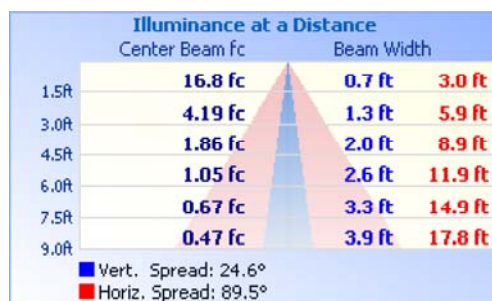 Illuminance at a Distance
Center Beam fc Beam Width
1.5ft 16.8 fc 0.7 ft 3.0 ft
3.0ft 4.19 fc 1.3 ft 5.9 ft
4.5ft 1.86 fc 2.0 ft 8.9 ft
6.0ft 1.05 fc 2.6 ft 11.9 ft
7.5ft 0.67 fc 3.3 ft 14.9 ft
9.0ft 0.47 fc 3.9 ft 17.8 ft
Vert. Spread: 24.6°
Horiz. Spread: 89.5°